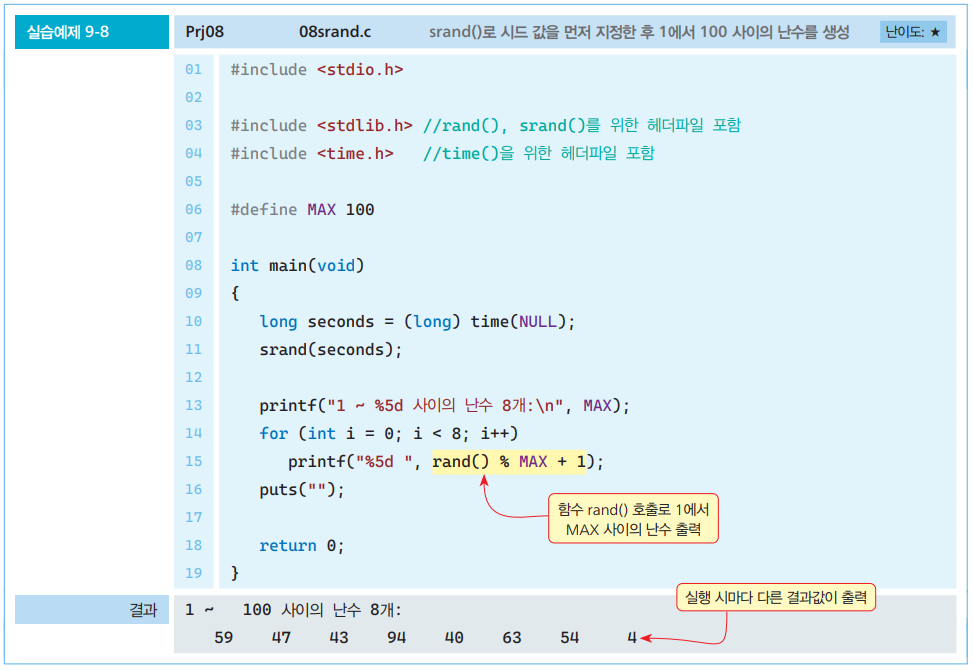 실습예제 9-8 Prj08 08srand.c srand()로 시드 값을 먼저 지정한 후 1에서 100 사이의 난수를 생성 난이도: ★
01 #include <stdio.h>
02
03 #include <stdlib.h> //rand(), srand()를 위한 헤더파일 포함
04 #include <time.h> //time()을 위한 헤더파일 포함
05
06 #define MAX 100
07
08 int main(void)
09 {
10 long seconds = (long) time(NULL);
11 srand(seconds);
12
13 printf("1 ~ %5d 사이의 난수 8개:\n", MAX);
14 for (int i = 0; i < 8; i++)
15 printf("%5d ", rand() % MAX + 1);
16 puts("");
17
함수 rand() 호출로 1에서
MAX 사이의 난수 출력
18 return 0;
19 }
결과 1 ~ 100 사이의 난수 8개:
실행 시마다 다른 결과값이 출력
59 47 43 94 40 63 54 4